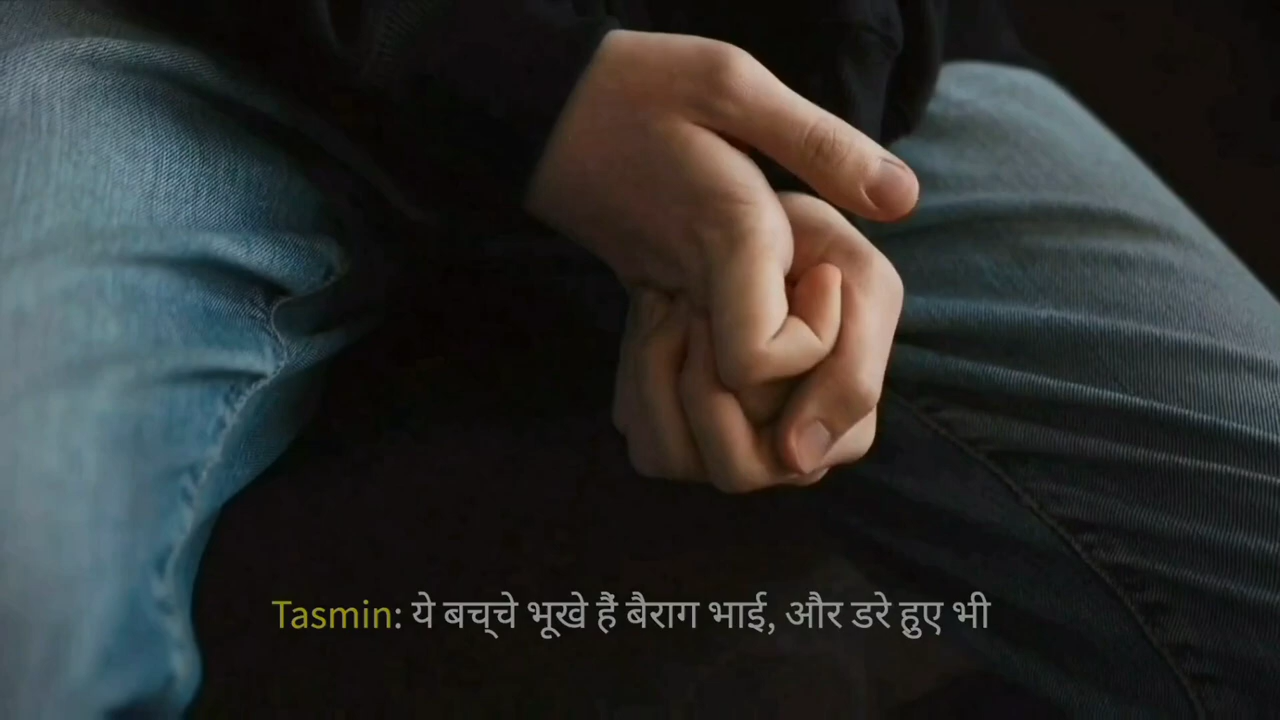 Tasmin: ये बच्चे भूखे हैं बैराग भाई, और डरे हुए भी